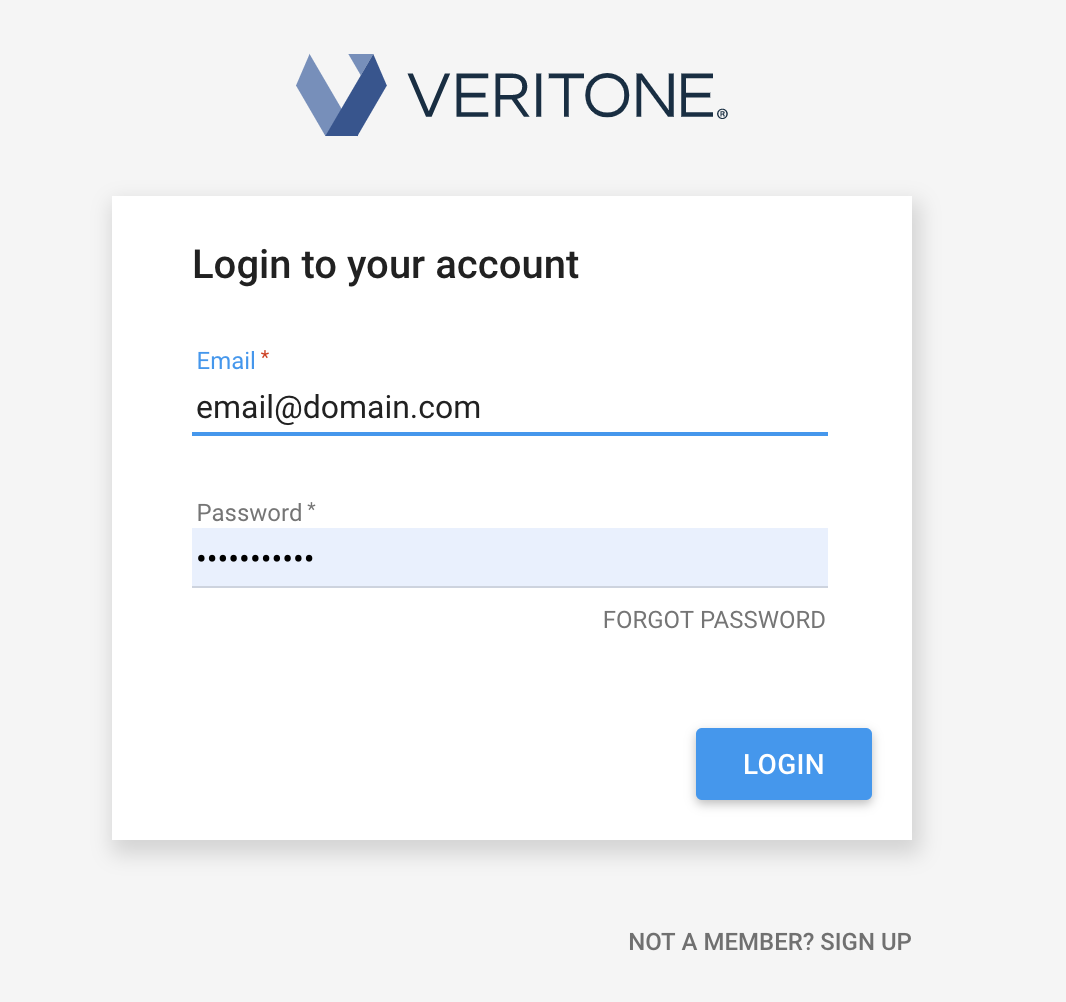 VERITONE®
Login to your account
Email *
email@domain.com
Password *
•••••••••••
FORGOT PASSWORD
LOGIN
NOT A MEMBER? SIGN UP